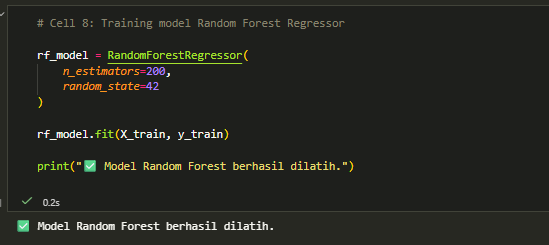 # Cell 8: Training model Random Forest Regressor
rf_model = RandomForestRegressor(
n_estimators=200,
random_state=42
)
rf_model.fit(X_train, y_train)
print("✅ Model Random Forest berhasil dilatih.")
0.2s
✅ Model Random Forest berhasil dilatih.